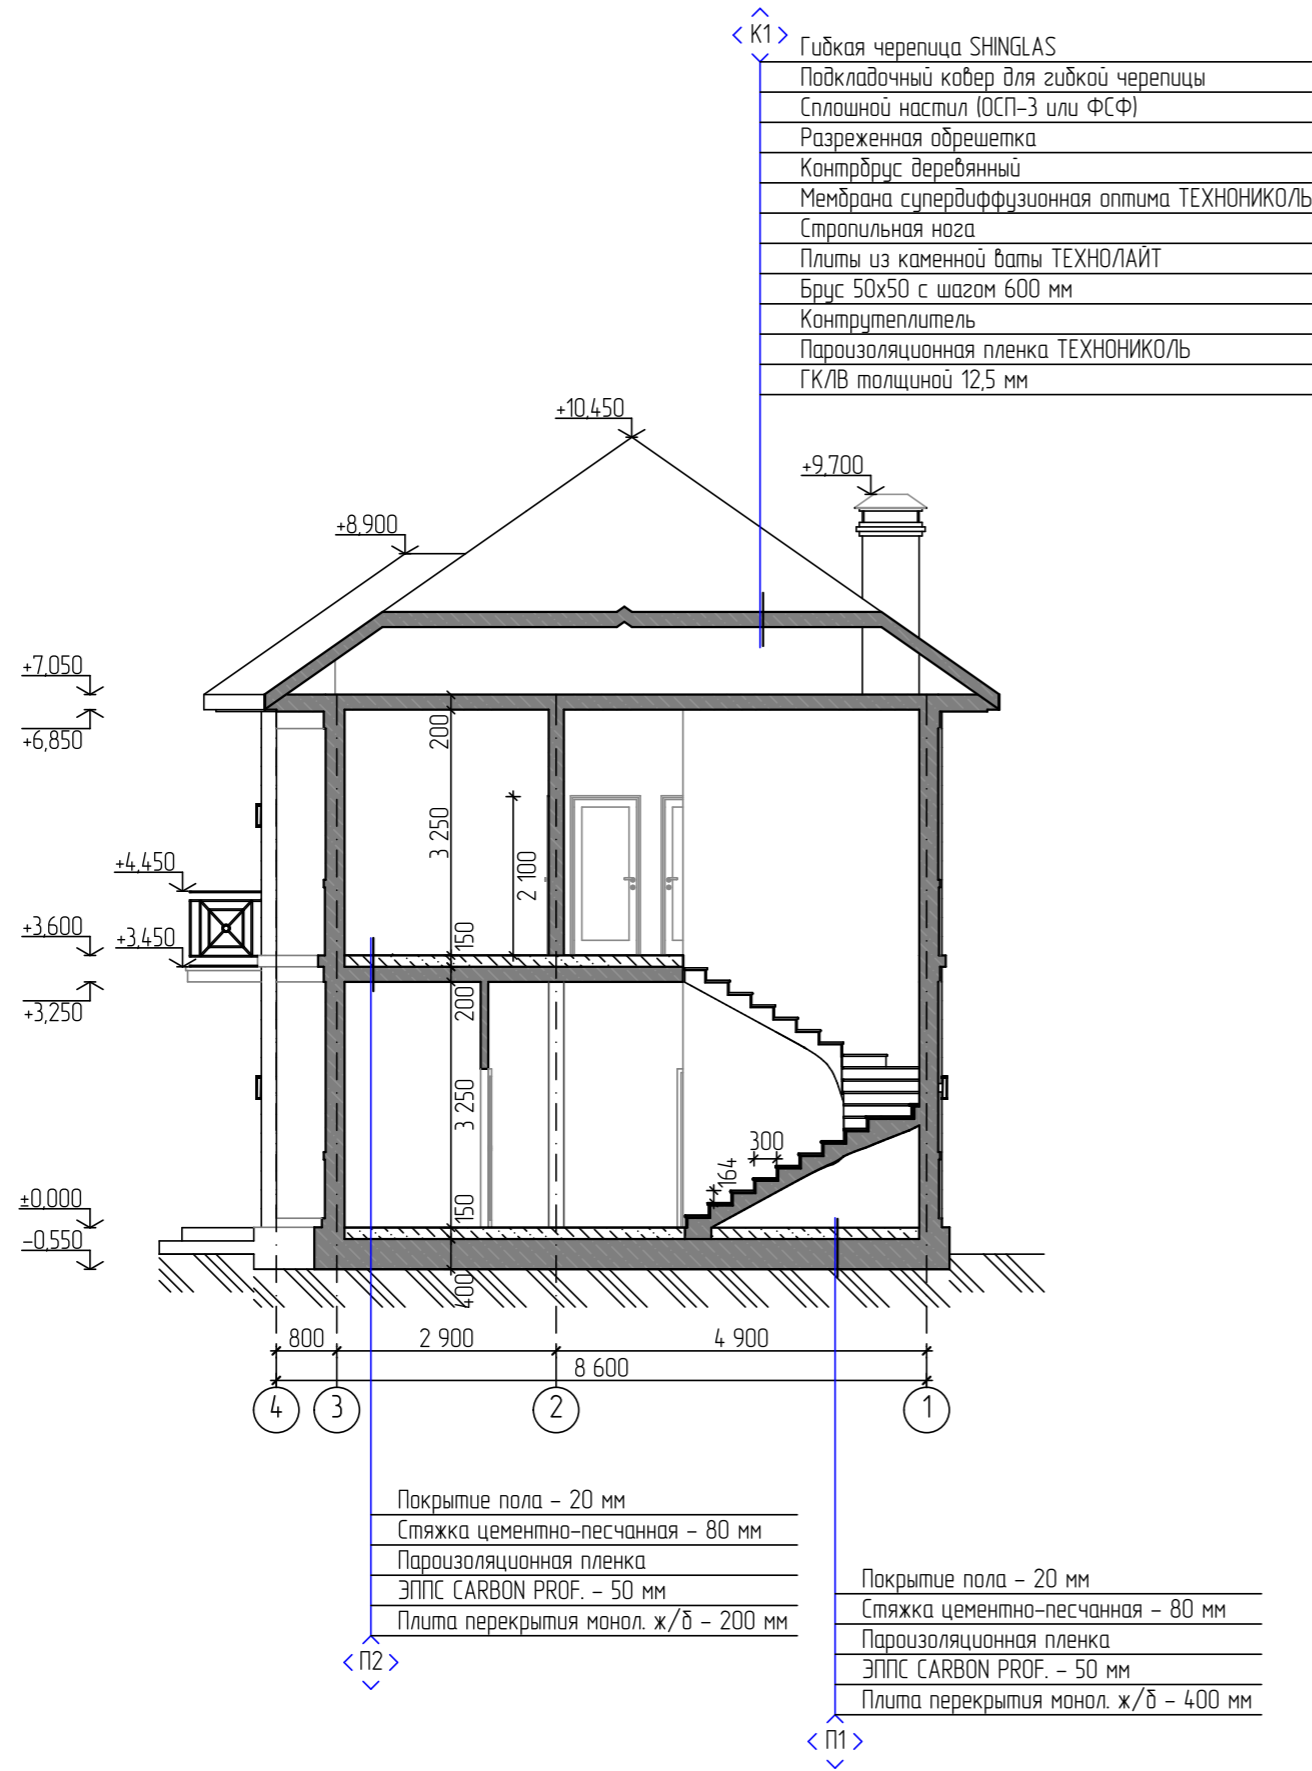 К1
Гибкая черепица SHINGLAS
Подкладочный ковер для гибкой черепицы
Сплошной настил (ОСП-3 или ФСФ)
Разреженная обрешетка
Контрбрус деревянный
Мембрана супердиффузионная оптима ТЕХНОНИКОЛЬ
Стропильная нога
Плиты из каменной ваты ТЕХНОЛАЙТ
Брус 50х50 с шагом 600 мм
Контрутеплитель
Пароизоляционная пленка ТЕХНОНИКОЛЬ
ГКЛВ толщиной 12,5 мм
+10,450
+9,700
+8,900
+7,050
+6,850
200
3 250
2 100
+4,450
+3,600
+3,450
+3,250
150
200
3 250
300
164
150
±0,000
-0,550
400
800
2 900
4 900
8 600
4
3
2
1
Покрытие пола - 20 мм
Стяжка цементно-песчанная - 80 мм
Пароизоляционная пленка
ЭППС CARBON PROF. - 50 мм
Плита перекрытия монол. ж/б - 200 мм
П2
Покрытие пола - 20 мм
Стяжка цементно-песчанная - 80 мм
Пароизоляционная пленка
ЭППС CARBON PROF. - 50 мм
Плита перекрытия монол. ж/б - 400 мм
П1